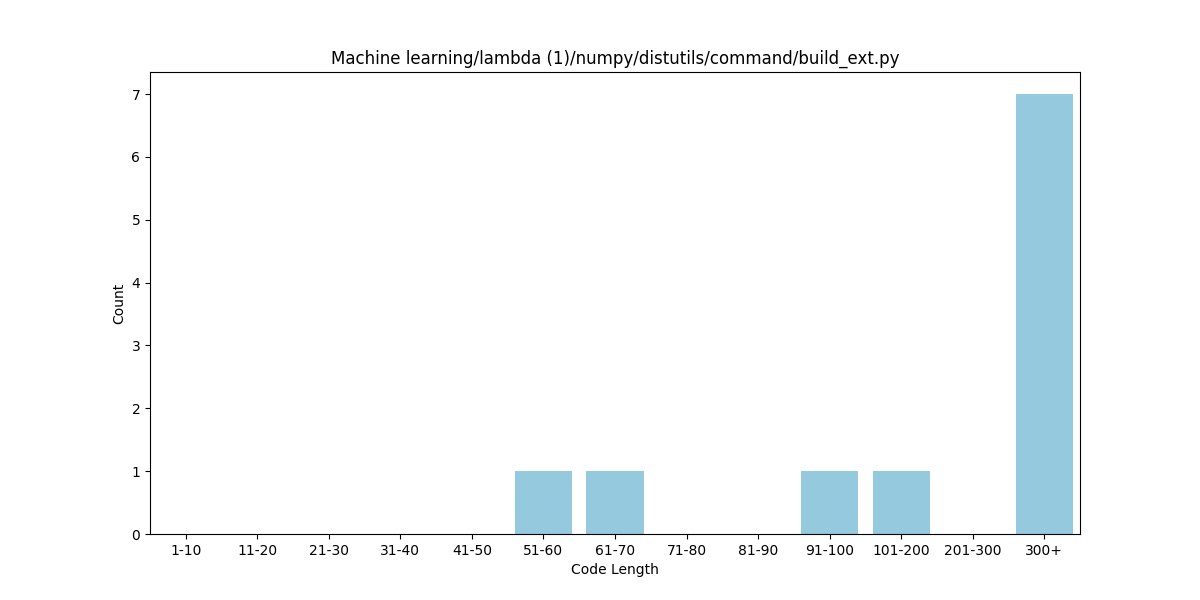 Machine learning/lambda (1)/numpy/distutils/command/build_ext.py
7
6
5
4
3
2
1
0
Count
1-10 11-20 21-30 31-40 41-50 51-60 61-70 71-80 81-90 91-100 101-200 201-300 300+
Code Length